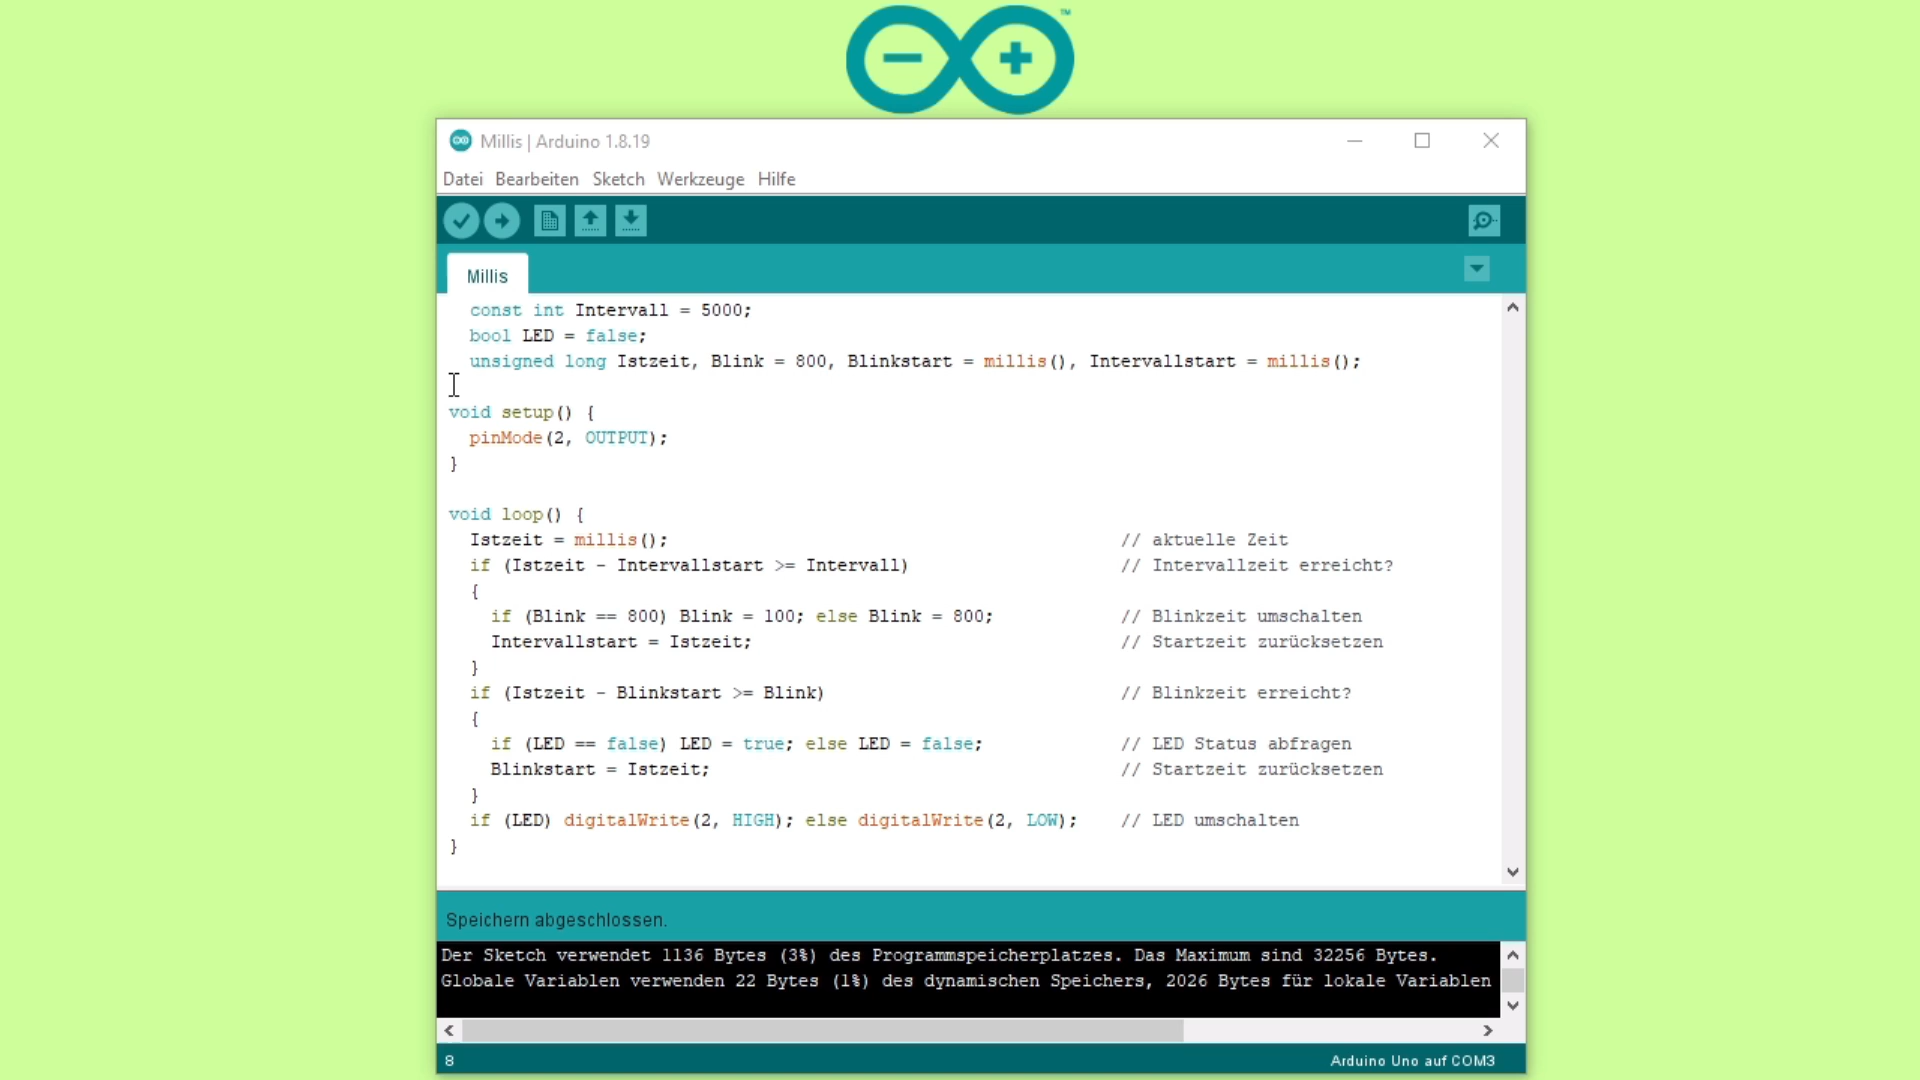 ™
Millis | Arduino 1.8.19
Datei Bearbeiten Sketch Werkzeuge Hilfe
Millis
const int Intervall = 5000;
bool LED = false;
unsigned long Istzeit, Blink = 800, Blinkstart = millis(), Intervallstart = millis();
void setup() {
pinMode(2, OUTPUT);
}
void loop() {
Istzeit = millis(); // aktuelle Zeit
if (Istzeit - Intervallstart >= Intervall) // Intervallzeit erreicht?
{
if (Blink == 800) Blink = 100; else Blink = 800; // Blinkzeit umschalten
Intervallstart = Istzeit; // Startzeit zurücksetzen
}
if (Istzeit - Blinkstart >= Blink) // Blinkzeit erreicht?
{
if (LED == false) LED = true; else LED = false; // LED Status abfragen
Blinkstart = Istzeit; // Startzeit zurücksetzen
}
if (LED) digitalWrite(2, HIGH); else digitalWrite(2, LOW); // LED umschalten
}
Speichern abgeschlossen.
Der Sketch verwendet 1136 Bytes (3%) des Programmspeicherplatzes. Das Maximum sind 32256 Bytes.
Globale Variablen verwenden 22 Bytes (1%) des dynamischen Speichers, 2026 Bytes für lokale Variablen
8 Arduino Uno auf COM3